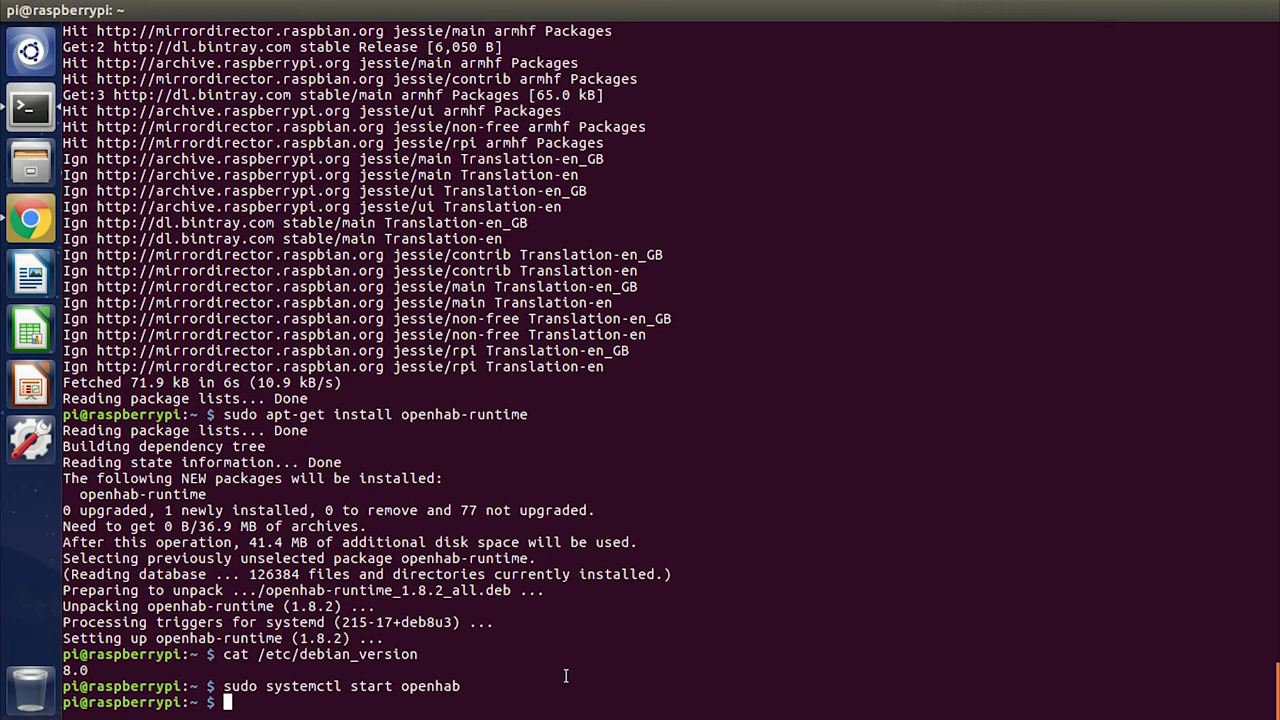 pi@raspberrypi: ~
Hit http://mirrordirector.raspbian.org jessie/main armhf Packages
Get:2 http://dl.bintray.com stable Release [6,050 B]
Hit http://archive.raspberrypi.org jessie/main armhf Packages
Hit http://mirrordirector.raspbian.org jessie/contrib armhf Packages
Get:3 http://dl.bintray.com stable/main armhf Packages [65.0 kB]
Hit http://archive.raspberrypi.org jessie/ui armhf Packages
Hit http://mirrordirector.raspbian.org jessie/non-free armhf Packages
Hit http://mirrordirector.raspbian.org jessie/rpi armhf Packages
Ign http://archive.raspberrypi.org jessie/main Translation-en_GB
Ign http://archive.raspberrypi.org jessie/main Translation-en
Ign http://archive.raspberrypi.org jessie/ui Translation-en_GB
Ign http://archive.raspberrypi.org jessie/ui Translation-en
Ign http://dl.bintray.com stable/main Translation-en_GB
Ign http://dl.bintray.com stable/main Translation-en
Ign http://mirrordirector.raspbian.org jessie/contrib Translation-en_GB
Ign http://mirrordirector.raspbian.org jessie/contrib Translation-en
Ign http://mirrordirector.raspbian.org jessie/main Translation-en_GB
Ign http://mirrordirector.raspbian.org jessie/main Translation-en
Ign http://mirrordirector.raspbian.org jessie/non-free Translation-en_GB
Ign http://mirrordirector.raspbian.org jessie/non-free Translation-en
Ign http://mirrordirector.raspbian.org jessie/rpi Translation-en_GB
Ign http://mirrordirector.raspbian.org jessie/rpi Translation-en
Fetched 71.9 kB in 6s (10.9 kB/s)
Reading package lists... Done
pi@raspberrypi:~ $ sudo apt-get install openhab-runtime
Reading package lists... Done
Building dependency tree
Reading state information... Done
The following NEW packages will be installed:
  openhab-runtime
0 upgraded, 1 newly installed, 0 to remove and 77 not upgraded.
Need to get 0 B/36.9 MB of archives.
After this operation, 41.4 MB of additional disk space will be used.
Selecting previously unselected package openhab-runtime.
(Reading database ... 126384 files and directories currently installed.)
Preparing to unpack .../openhab-runtime_1.8.2_all.deb ...
Unpacking openhab-runtime (1.8.2) ...
Processing triggers for systemd (215-17+deb8u3) ...
Setting up openhab-runtime (1.8.2) ...
pi@raspberrypi:~ $ cat /etc/debian_version
8.0
pi@raspberrypi:~ $ sudo systemctl start openhab
pi@raspberrypi:~ $